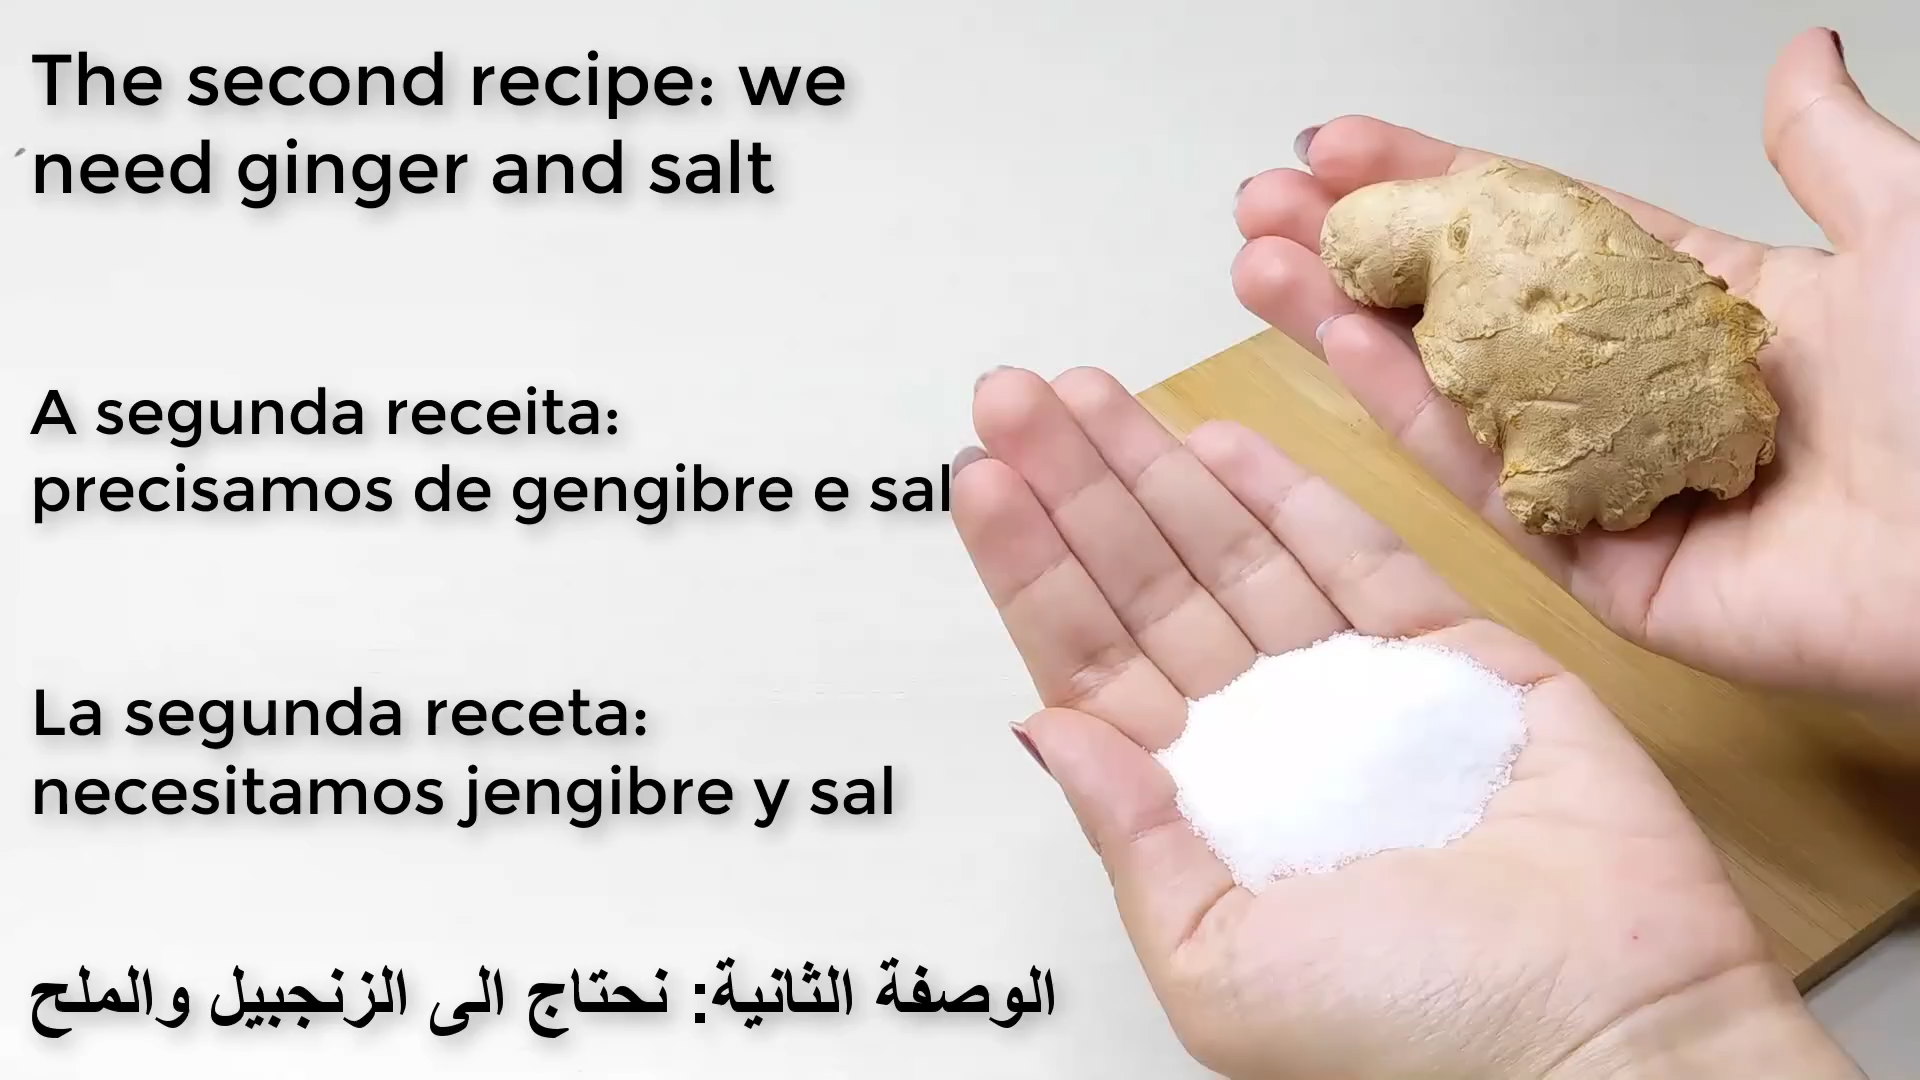 The second recipe: we
need ginger and salt
A segunda receita:
precisamos de gengibre e sal
La segunda receta:
necesitamos jengibre y sal
الوصفة الثانية: نحتاج الى الزنجبيل والملح